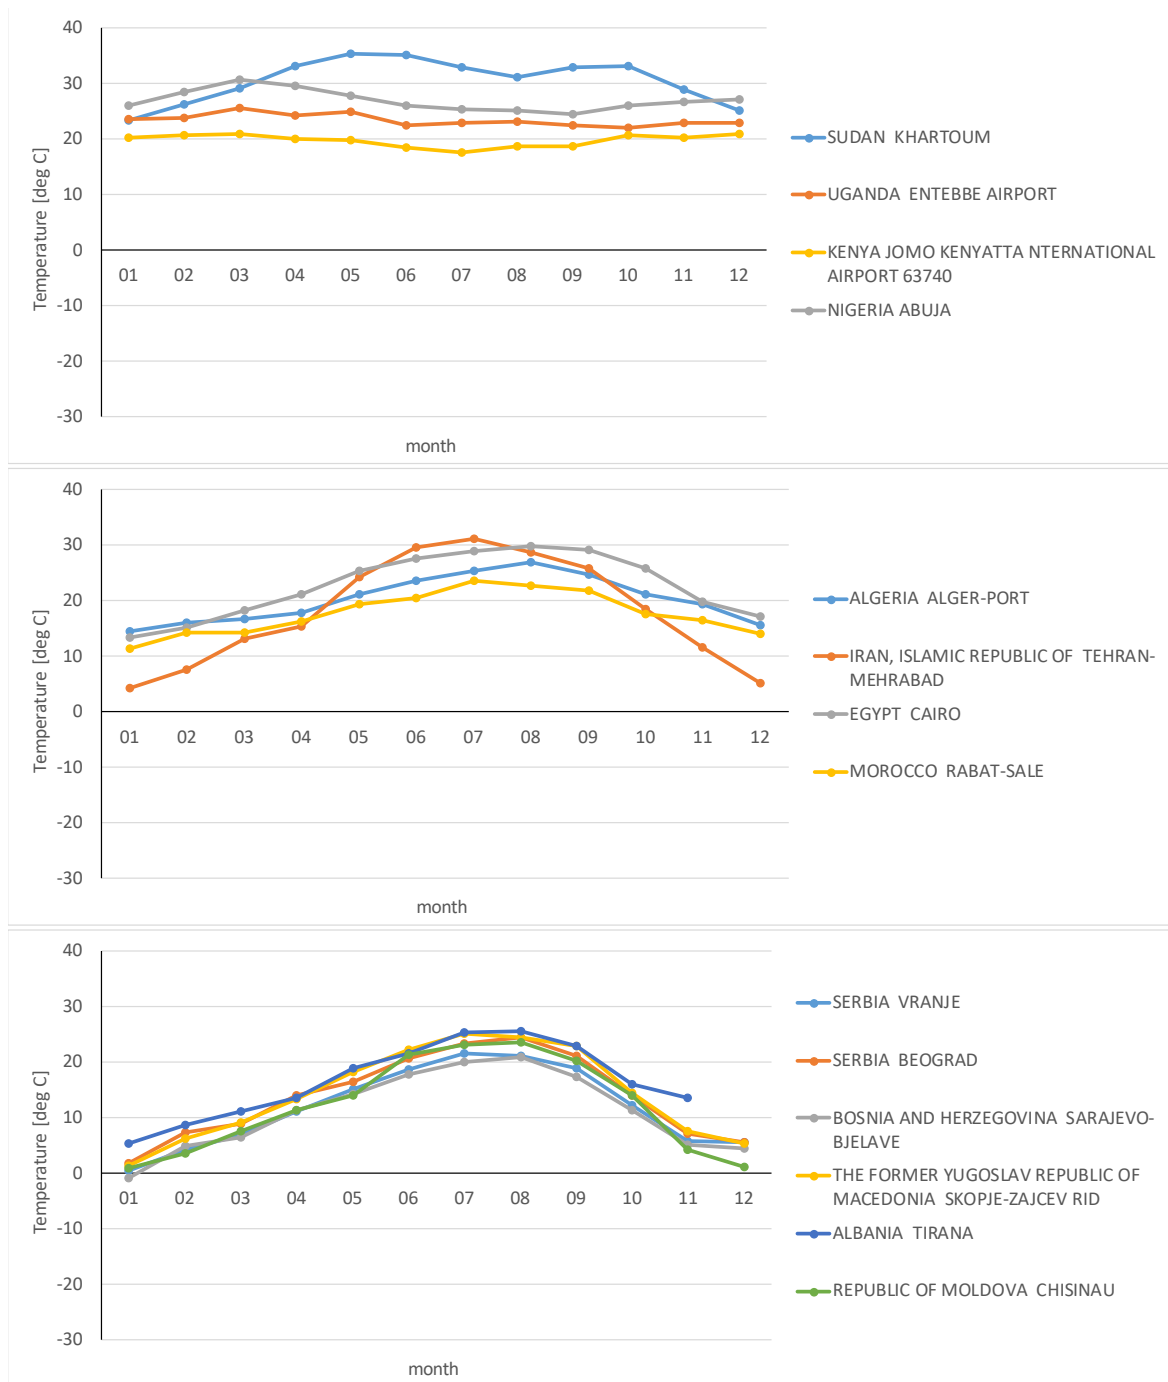 40
30
20
10
0
-10
-20
-30
Temperature [deg C]
01 02 03 04 05 06 07 08 09 10 11 12
month
SUDAN KHARTOUM
UGANDA ENTEBBE AIRPORT
KENYA JOMO KENYATTA NTERNATIONAL
AIRPORT 63740
NIGERIA ABUJA
40
30
20
10
0
-10
-20
-30
Temperature [deg C]
01 02 03 04 05 06 07 08 09 10 11 12
month
ALGERIA ALGER-PORT
IRAN, ISLAMIC REPUBLIC OF TEHRAN-
MEHRABAD
EGYPT CAIRO
MOROCCO RABAT-SALE
40
30
20
10
0
-10
-20
-30
Temperature [deg C]
01 02 03 04 05 06 07 08 09 10 11 12
month
SERBIA VRANJE
SERBIA BEOGRAD
BOSNIA AND HERZEGOVINA SARAJEVO-
BJELAVE
THE FORMER YUGOSLAV REPUBLIC OF
MACEDONIA SKOPJE-ZAJCEV RID
ALBANIA TIRANA
REPUBLIC OF MOLDOVA CHISINAU